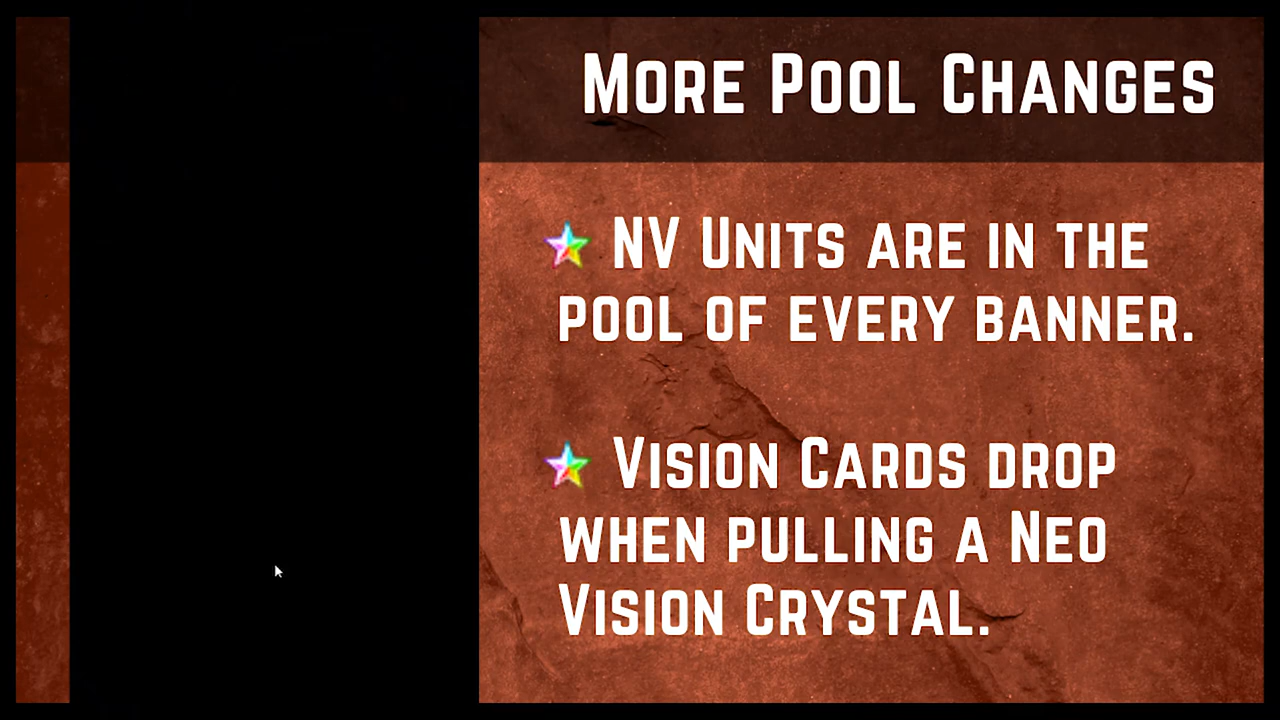 More Pool Changes
NV Units are in the
pool of every banner.
Vision Cards drop
when pulling a Neo
Vision Crystal.